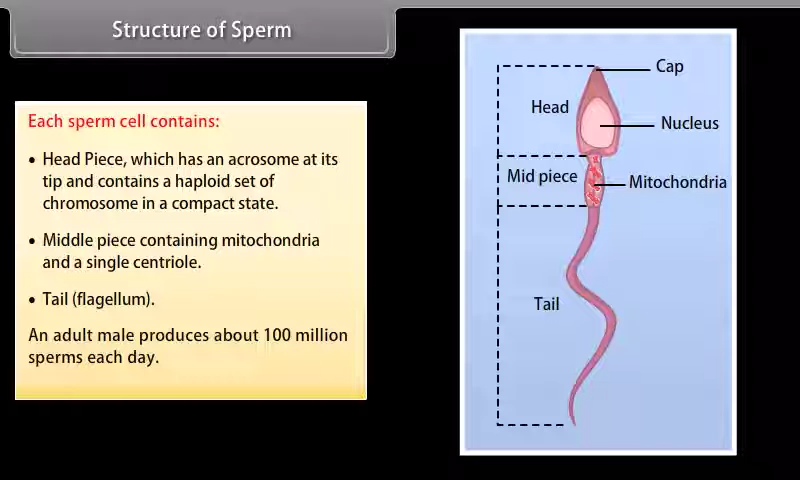 Structure of Sperm
Each sperm cell contains:
• Head Piece, which has an acrosome at its
tip and contains a haploid set of
chromosome in a compact state.
• Middle piece containing mitochondria
and a single centriole.
• Tail (flagellum).
An adult male produces about 100 million
sperms each day.
Cap
Head
Nucleus
Mid piece
Mitochondria
Tail